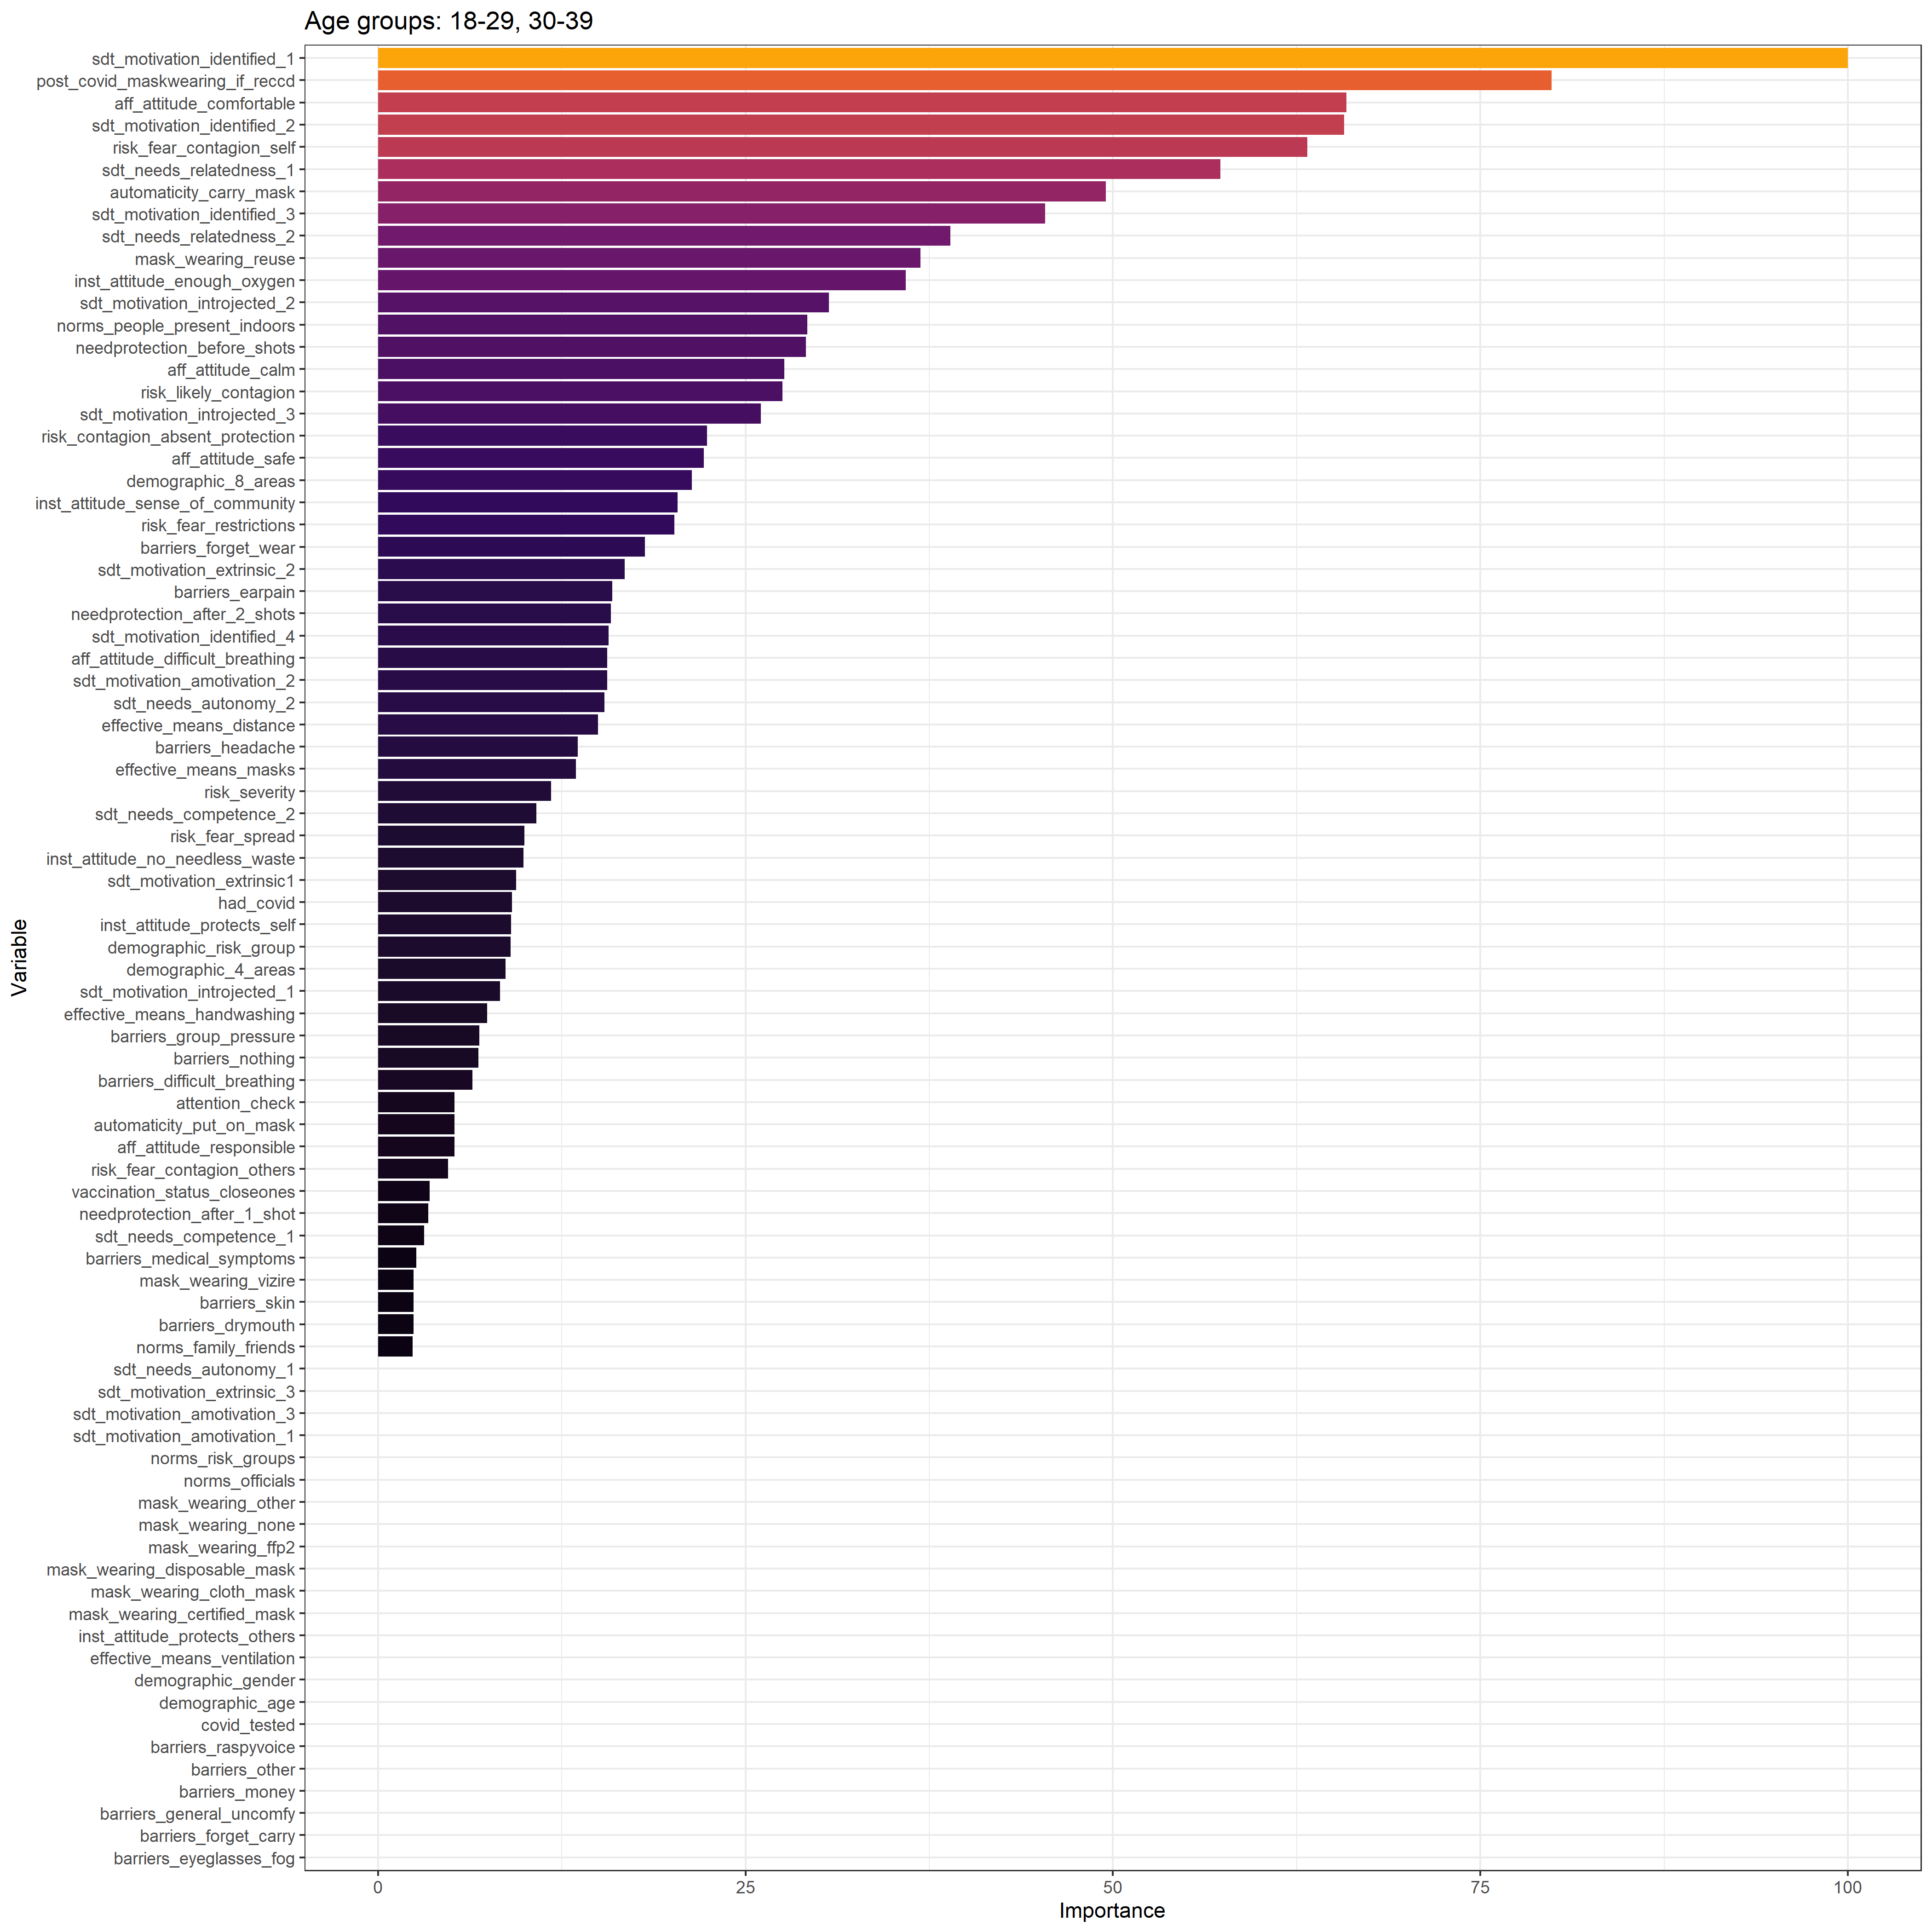 Age groups: 18-29, 30-39
sdt_motivation_identified_1
post_covid_maskwearing_if_reccd
aff_attitude_comfortable
sdt_motivation_identified_2
risk_fear_contagion_self
sdt_needs_relatedness_1
automaticity_carry_mask
sdt_motivation_identified_3
sdt_needs_relatedness_2
mask_wearing_reuse
inst_attitude_enough_oxygen
sdt_motivation_introjected_2
norms_people_present_indoors
needprotection_before_shots
aff_attitude_calm
risk_likely_contagion
sdt_motivation_introjected_3
risk_contagion_absent_protection
aff_attitude_safe
demographic_8_areas
inst_attitude_sense_of_community
risk_fear_restrictions
barriers_forget_wear
sdt_motivation_extrinsic_2
barriers_earpain
needprotection_after_2_shots
sdt_motivation_identified_4
aff_attitude_difficult_breathing
sdt_motivation_amotivation_2
sdt_needs_autonomy_2
effective_means_distance
barriers_headache
effective_means_masks
risk_severity
sdt_needs_competence_2
risk_fear_spread
inst_attitude_no_needless_waste
sdt_motivation_extrinsic1
had_covid
inst_attitude_protects_self
demographic_risk_group
demographic_4_areas
sdt_motivation_introjected_1
effective_means_handwashing
barriers_group_pressure
barriers_nothing
barriers_difficult_breathing
attention_check
automaticity_put_on_mask
aff_attitude_responsible
risk_fear_contagion_others
vaccination_status_closeones
needprotection_after_1_shot
sdt_needs_competence_1
barriers_medical_symptoms
mask_wearing_vizire
barriers_skin
barriers_drymouth
norms_family_friends
sdt_needs_autonomy_1
sdt_motivation_extrinsic_3
sdt_motivation_amotivation_3
sdt_motivation_amotivation_1
norms_risk_groups
norms_officials
mask_wearing_other
mask_wearing_none
mask_wearing_ffp2
mask_wearing_disposable_mask
mask_wearing_cloth_mask
mask_wearing_certified_mask
inst_attitude_protects_others
effective_means_ventilation
demographic_gender
demographic_age
covid_tested
barriers_raspyvoice
barriers_other
barriers_money
barriers_general_uncomfy
barriers_forget_carry
barriers_eyeglasses_fog
Variable
0 25 50 75 100
Importance